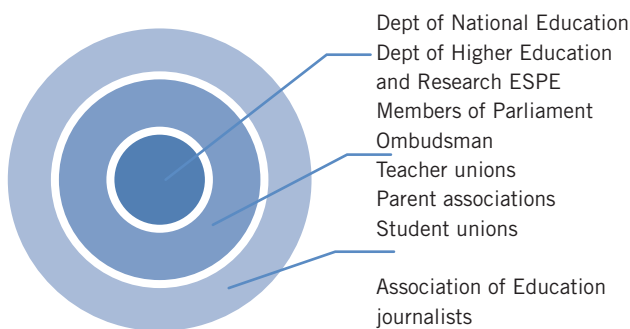 Dept of National Education
Dept of Higher Education
and Research ESPE
Members of Parliament
Ombudsman
Teacher unions
Parent associations
Student unions
Association of Education
journalists